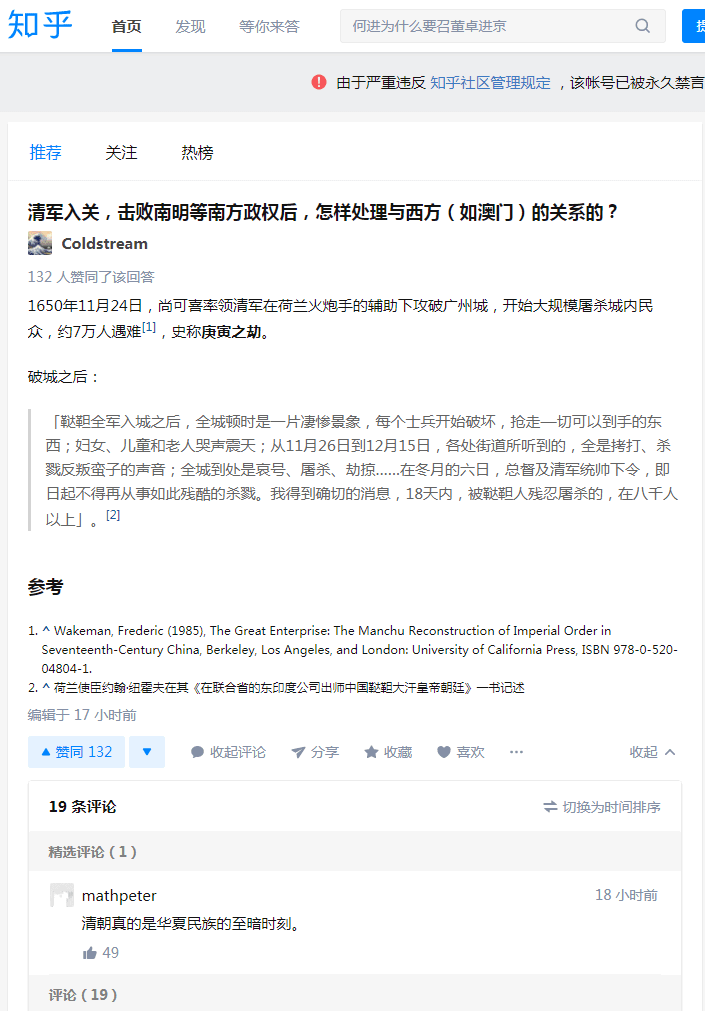 知乎
首页 发现 等你来答 何进为什么要召董卓进京 提
由于严重违反 知乎社区管理规定 ，该帐号已被永久禁言
推荐 关注 热榜
清军入关，击败南明等南方政权后，怎样处理与西方（如澳门）的关系的？
Coldstream
132 人赞同了该回答
1650年11月24日，尚可喜率领清军在荷兰火炮手的辅助下攻破广州城，开始大规模屠杀城内民
众，约7万人遇难[1]，史称庚寅之劫。
破城之后：
「鞑靼全军入城之后，全城顿时是一片凄惨景象，每个士兵开始破坏，抢走一切可以到手的东
西；妇女、儿童和老人哭声震天；从11月26日到12月15日，各处街道所听到的，全是拷打、杀
戮反叛蛮子的声音；全城到处是哀号、屠杀、劫掠……在冬月的六日，总督及清军统帅下令，即
日起不得再从事如此残酷的杀戮。我得到确切的消息，18天内，被鞑靼人残忍屠杀的，在八千人
以上」。[2]
参考
1. ^ Wakeman, Frederic (1985), The Great Enterprise: The Manchu Reconstruction of Imperial Order in
Seventeenth-Century China, Berkeley, Los Angeles, and London: University of California Press, ISBN 978-0-520-
04804-1.
2. ^ 荷兰使臣约翰·纽霍夫在其《在联合省的东印度公司出师中国鞑靼大汗皇帝朝廷》一书记述
编辑于 17 小时前
赞同 132 收起评论 分享 收藏 喜欢 ··· 收起
19 条评论 切换为时间排序
精选评论（1）
mathpeter 18 小时前
清朝真的是华夏民族的至暗时刻。
49
评论（19）